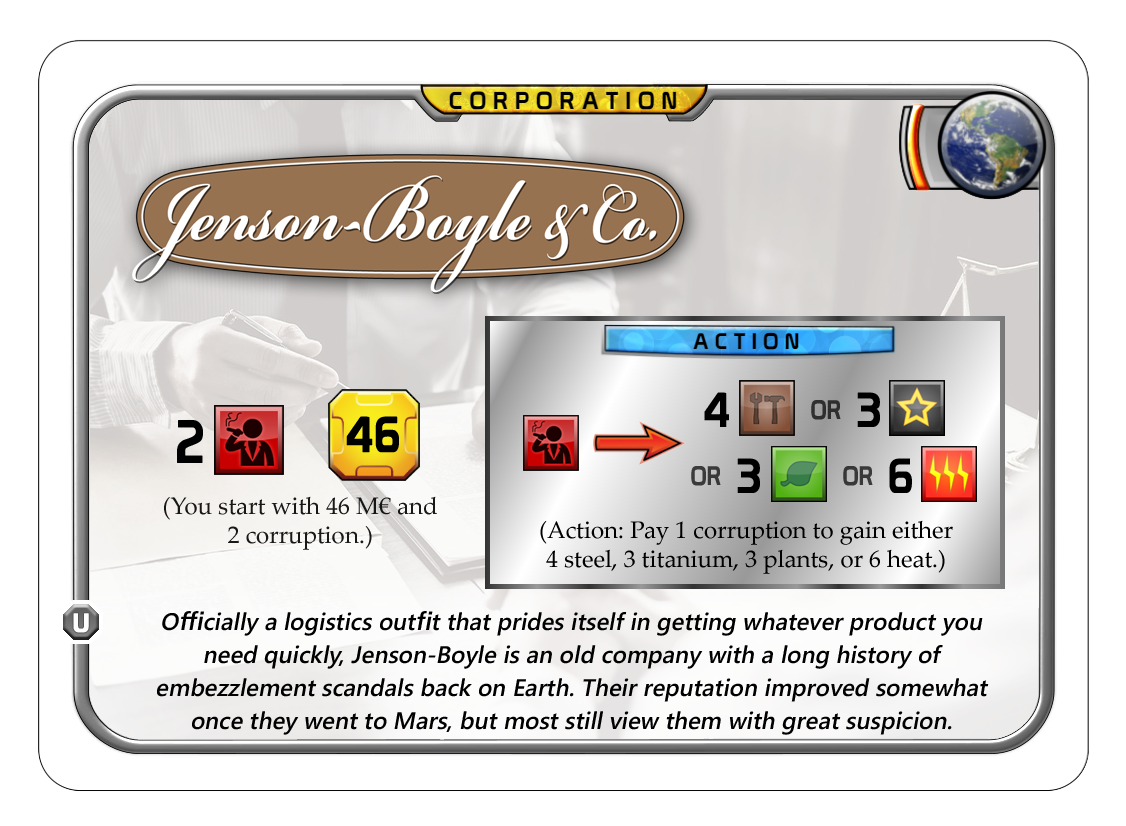 CORPORATION
Jenson-Boyle & Co.
ACTION
4 OR 3
2 46
OR 3 OR 6
(You start with 46 M€ and
2 corruption.)
(Action: Pay 1 corruption to gain either
4 steel, 3 titanium, 3 plants, or 6 heat.)
U
Officially a logistics outfit that prides itself in getting whatever product you
need quickly, Jenson-Boyle is an old company with a long history of
embezzlement scandals back on Earth. Their reputation improved somewhat
once they went to Mars, but most still view them with great suspicion.